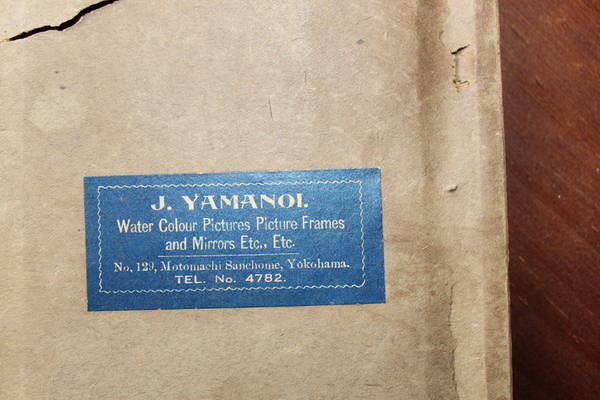 J. YAMANOI.
Water Colour Pictures Picture Frames
and Mirrors Etc., Etc.
No. 129, Motomachi Sanchome, Yokohama.
TEL. No. 4782.